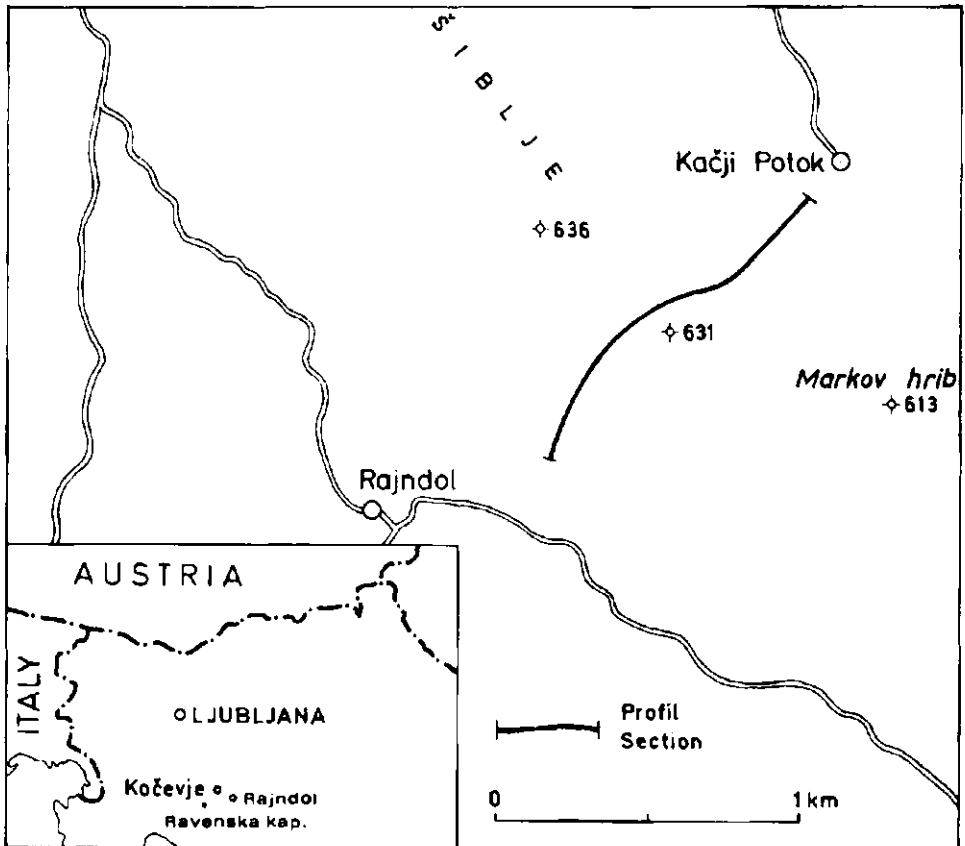 ŠIBLJE
Kačji Potok
636
631
Markov hrib
613
Rajndol
AUSTRIA
ITALY
LJUBLJANA
Kočevje
Rajndol
Ravenska kap.
Profil
Section
0 1 km